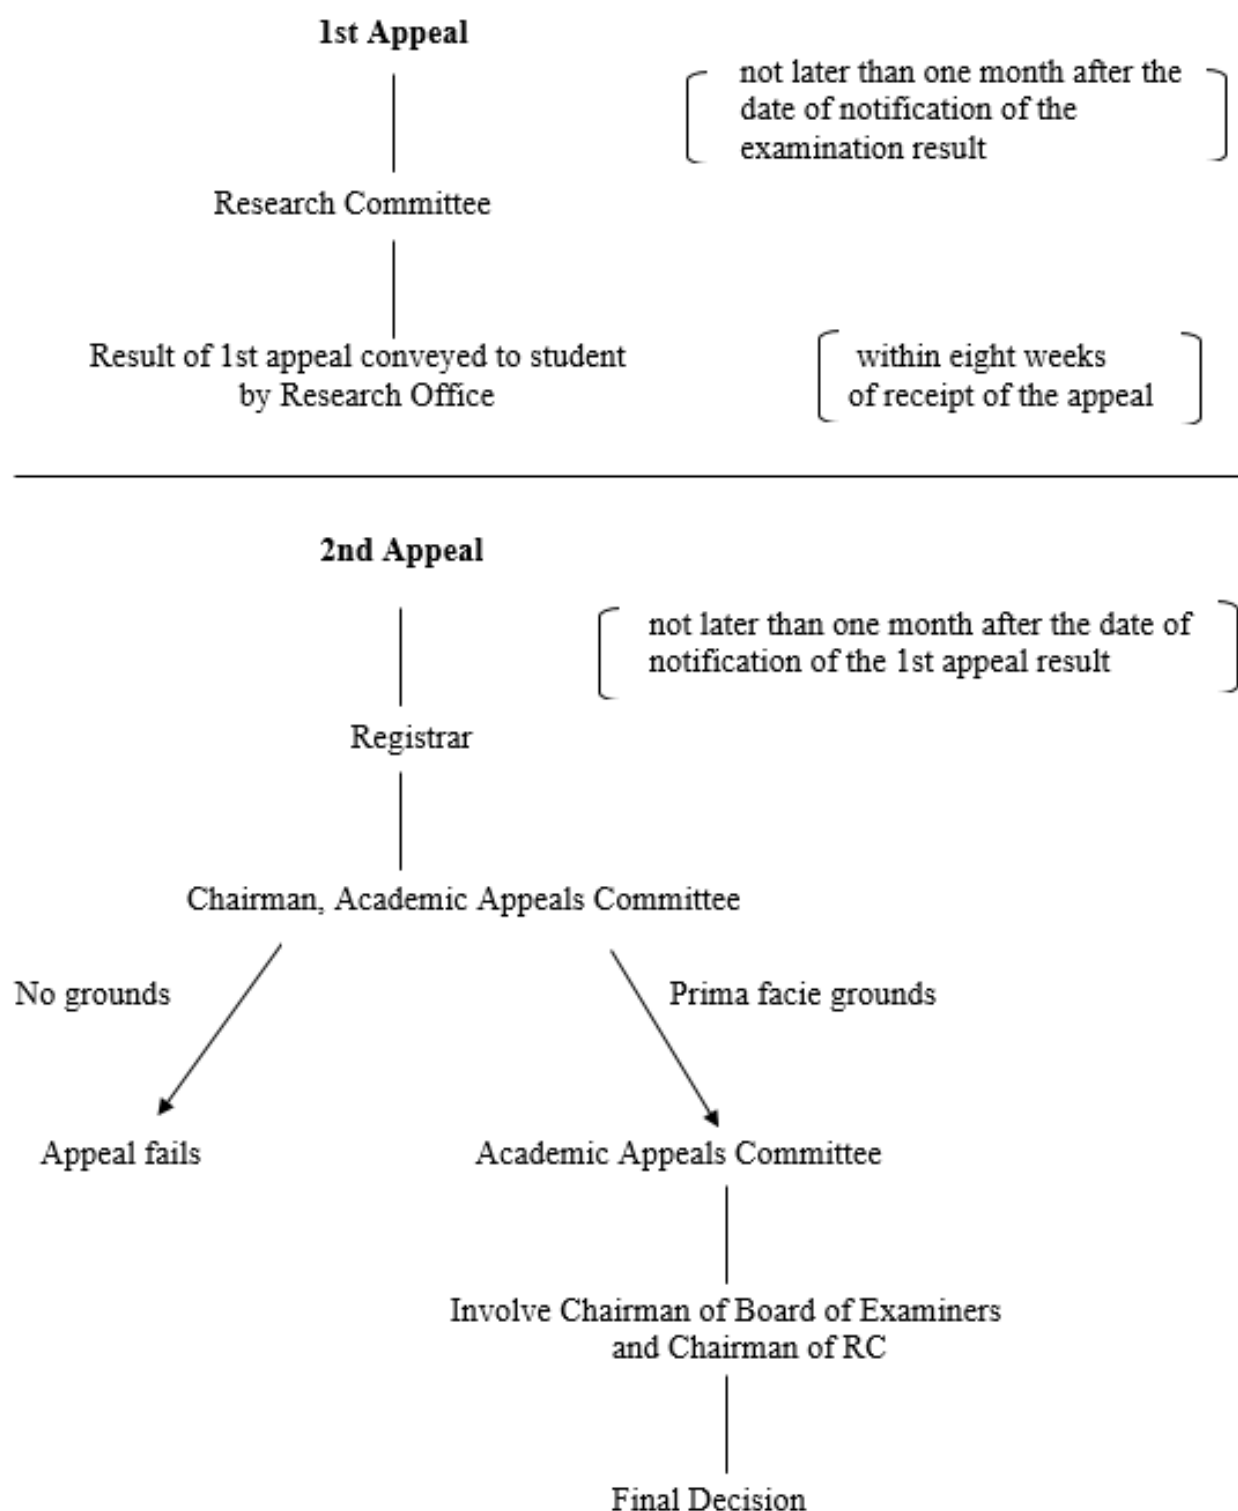 1st Appeal
not later than one month after the
date of notification of the
examination result
Research Committee
Result of 1st appeal conveyed to student
by Research Office
within eight weeks
of receipt of the appeal
2nd Appeal
not later than one month after the date of
notification of the 1st appeal result
Registrar
Chairman, Academic Appeals Committee
No grounds
Prima facie grounds
Appeal fails
Academic Appeals Committee
Involve Chairman of Board of Examiners
and Chairman of RC
Final Decision